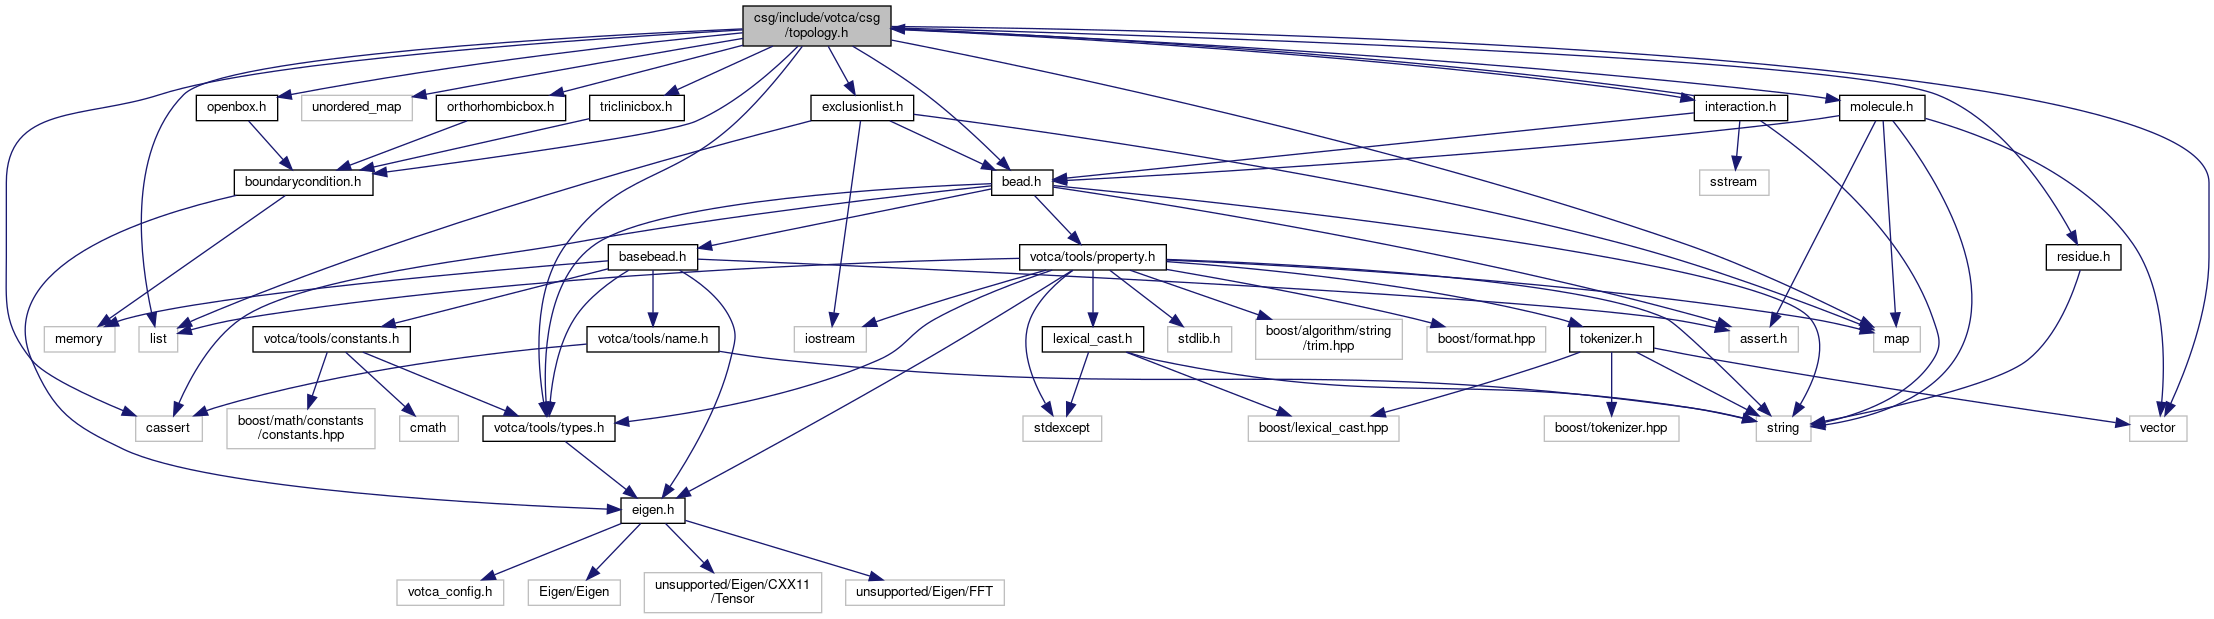 csg/include/votca/csg
/topology.h
openbox.h
unordered_map
orthorhombicbox.h
triclinicbox.h
exclusionlist.h
interaction.h
molecule.h
boundarycondition.h
bead.h
sstream
basebead.h
votca/tools/property.h
residue.h
memory
list
votca/tools/constants.h
votca/tools/name.h
iostream
lexical_cast.h
stdlib.h
boost/algorithm/string
/trim.hpp
boost/format.hpp
tokenizer.h
assert.h
map
cassert
boost/math/constants
/constants.hpp
cmath
votca/tools/types.h
stdexcept
boost/lexical_cast.hpp
boost/tokenizer.hpp
string
vector
eigen.h
votca_config.h
Eigen/Eigen
unsupported/Eigen/CXX11
/Tensor
unsupported/Eigen/FFT